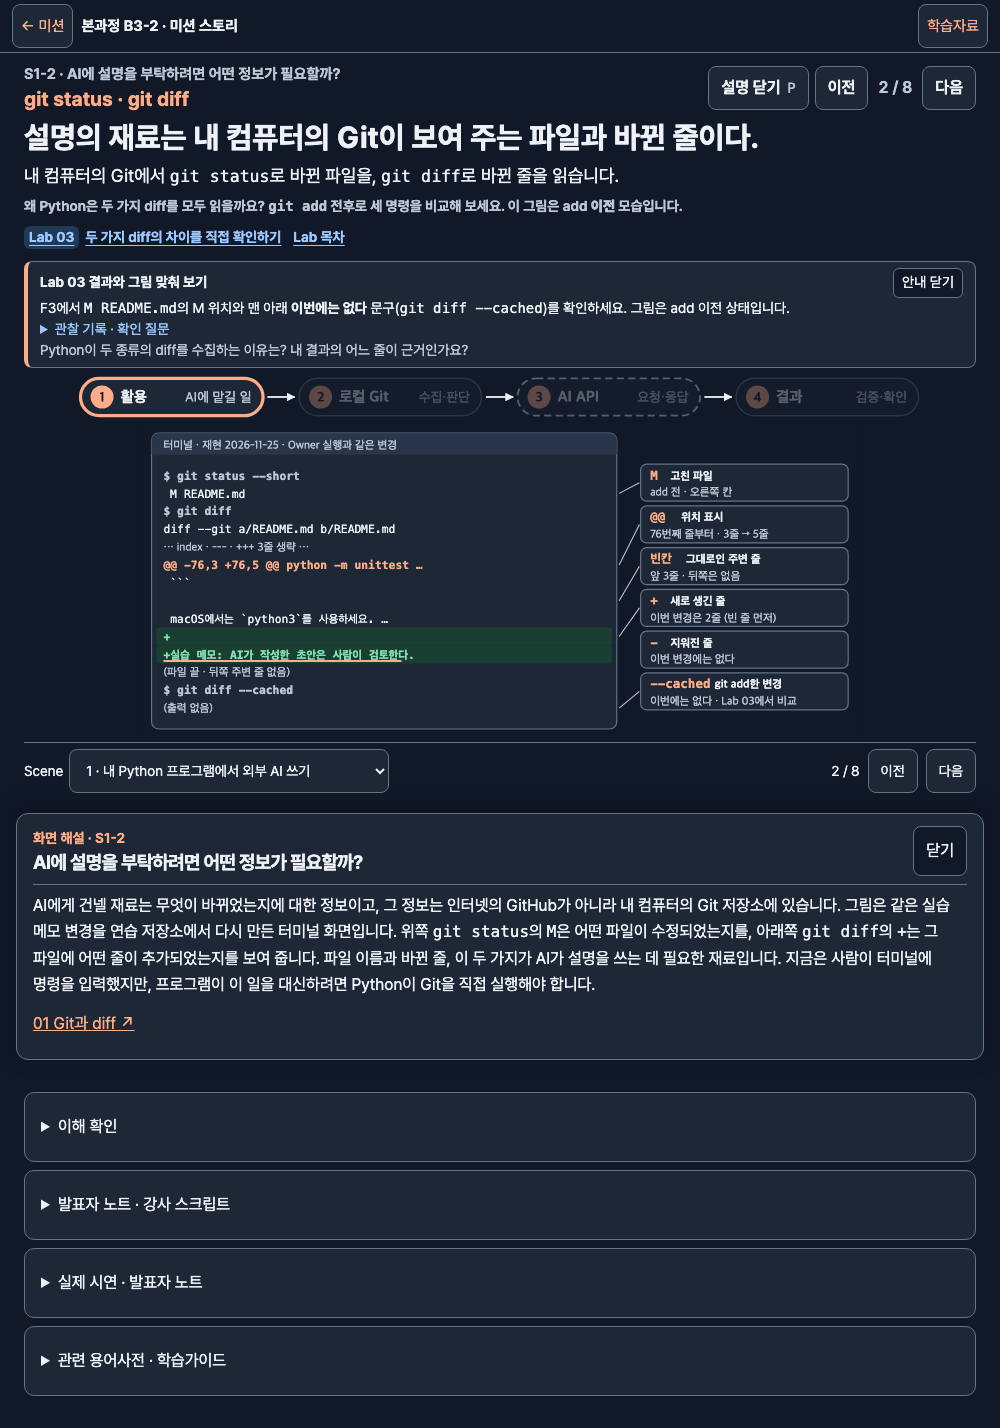 ← 미션
본과정 B3-2 · 미션 스토리
학습자료
S1-2 · AI에 설명을 부탁하려면 어떤 정보가 필요할까?
git status · git diff
설명 닫기 P
이전
2 / 8
다음
설명의 재료는 내 컴퓨터의 Git이 보여 주는 파일과 바뀐 줄이다.
내 컴퓨터의 Git에서 git status로 바뀐 파일을, git diff로 바뀐 줄을 읽습니다.
왜 Python은 두 가지 diff를 모두 읽을까요? git add 전후로 세 명령을 비교해 보세요. 이 그림은 add 이전 모습입니다.
Lab 03 두 가지 diff의 차이를 직접 확인하기 Lab 목차
Lab 03 결과와 그림 맞춰 보기
안내 닫기
F3에서 M README.md의 M 위치와 맨 아래 이번에는 없다 문구(git diff --cached)를 확인하세요. 그림은 add 이전 상태입니다.
▶ 관찰 기록 · 확인 질문
Python이 두 종류의 diff를 수집하는 이유는? 내 결과의 어느 줄이 근거인가요?
1 활용 AI에 맡길 일
2 로컬 Git 수집·판단
3 AI API 요청·응답
4 결과 검증·확인
터미널 · 재현 2026-11-25 · Owner 실행과 같은 변경
$ git status --short
M README.md
$ git diff
diff --git a/README.md b/README.md
··· index · --- · +++ 3줄 생략 ···
@@ -76,3 +76,5 @@ python -m unittest …
```
macOS에서는 `python3`를 사용하세요. …
+
+실습 메모: AI가 작성한 초안은 사람이 검토한다.
(파일 끝 · 뒤쪽 주변 줄 없음)
$ git diff --cached
(출력 없음)
M 고친 파일
add 전 · 오른쪽 칸
@@ 위치 표시
76번째 줄부터 · 3줄 → 5줄
빈칸 그대로인 주변 줄
앞 3줄 · 뒤쪽은 없음
+ 새로 생긴 줄
이번 변경은 2줄 (빈 줄 먼저)
- 지워진 줄
이번 변경에는 없다
--cached git add한 변경
이번에는 없다 · Lab 03에서 비교
Scene
1 · 내 Python 프로그램에서 외부 AI 쓰기
2 / 8
이전
다음
화면 해설 · S1-2
AI에 설명을 부탁하려면 어떤 정보가 필요할까?
닫기
AI에게 건넬 재료는 무엇이 바뀌었는지에 대한 정보이고, 그 정보는 인터넷의 GitHub가 아니라 내 컴퓨터의 Git 저장소에 있습니다. 그림은 같은 실습
메모 변경을 연습 저장소에서 다시 만든 터미널 화면입니다. 위쪽 git status의 M은 어떤 파일이 수정되었는지를, 아래쪽 git diff의 +는 그
파일에 어떤 줄이 추가되었는지를 보여 줍니다. 파일 이름과 바뀐 줄, 이 두 가지가 AI가 설명을 쓰는 데 필요한 재료입니다. 지금은 사람이 터미널에
명령을 입력했지만, 프로그램이 이 일을 대신하려면 Python이 Git을 직접 실행해야 합니다.
01 Git과 diff ↗
▶ 이해 확인
▶ 발표자 노트 · 강사 스크립트
▶ 실제 시연 · 발표자 노트
▶ 관련 용어사전 · 학습가이드